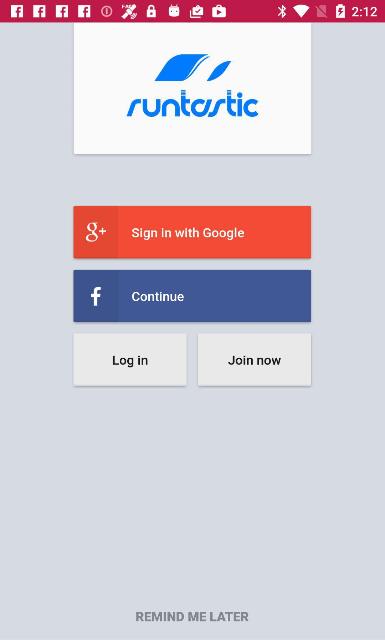 2:12
runtastic
g+ Sign in with Google
f Continue
Log in
Join now
REMIND ME LATER